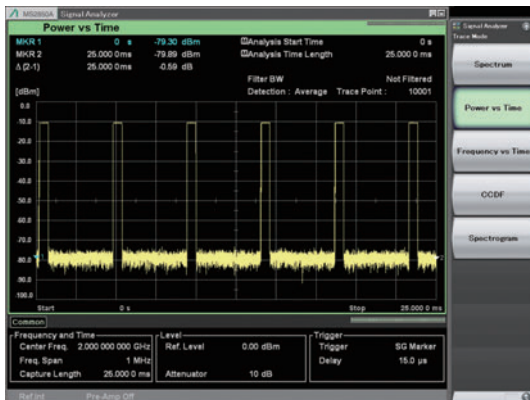 MS2690A Signal Analyzer
Power vs Time
MKR 1 0 s -79.30 dBm Analysis Start Time 0 s
MKR 2 25.000 0ms -79.89 dBm Analysis Time Length 25.000 0 ms
Δ (2-1) 25.000 0ms -0.59 dB
Filter BW Not Filtered
[dBm] Detection : Average Trace Point : 10001
0.0
-10.0
-20.0
-30.0
-40.0
-50.0
-60.0
-70.0
-80.0
-90.0
-100.0
1 2
Start 0 s Stop 25.000 0 ms
Common
Frequency and Time
Center Freq. 2.000 000 000 GHz
Freq. Span 1 MHz
Capture Length 25.000 0 ms
Level
Ref. Level 0.00 dBm
Attenuator 10 dB
Trigger
Trigger SG Marker
Delay 15.0 µs
Ref.Int Pre-Amp Off
Signal Analyzer
Trace Mode
Spectrum
Power vs Time
Frequency vs Time
CCDF
Spectrogram